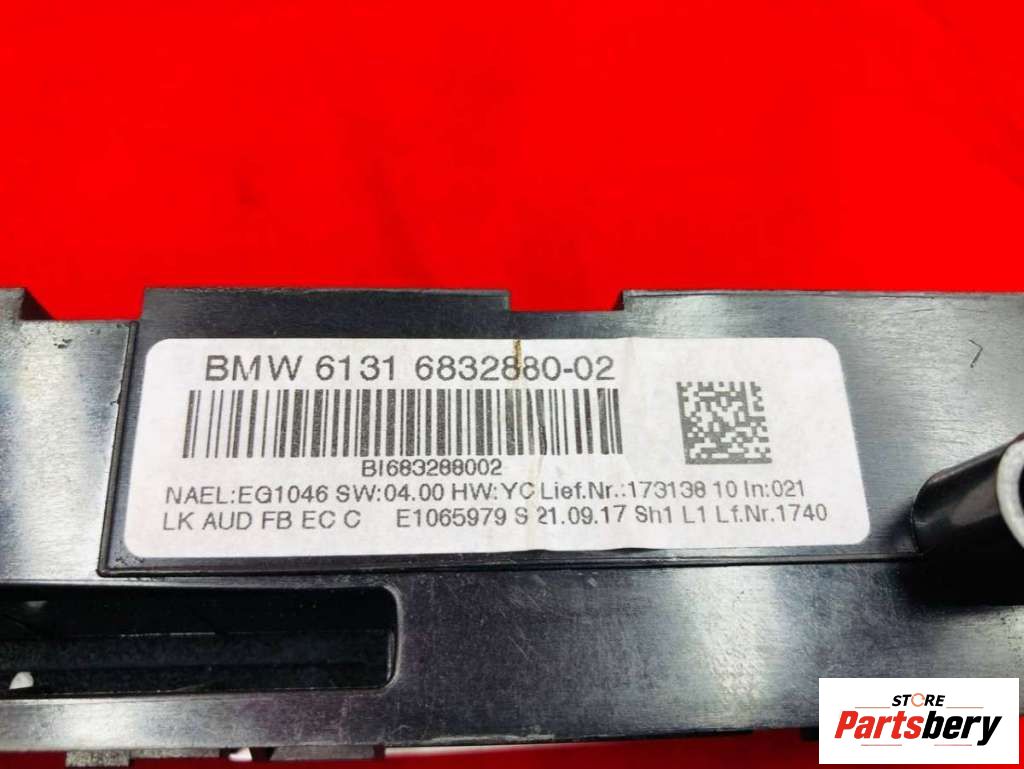 BMW 6131 6832880-02
BI683288002
NAEL:EG1046 SW:04.00 HW:YC Lief.Nr.:173138 10 In:021
LK AUD FB EC C E1065979 S 21.09.17 Sh1 L1 Lf.Nr.1740
STORE
Partsbery